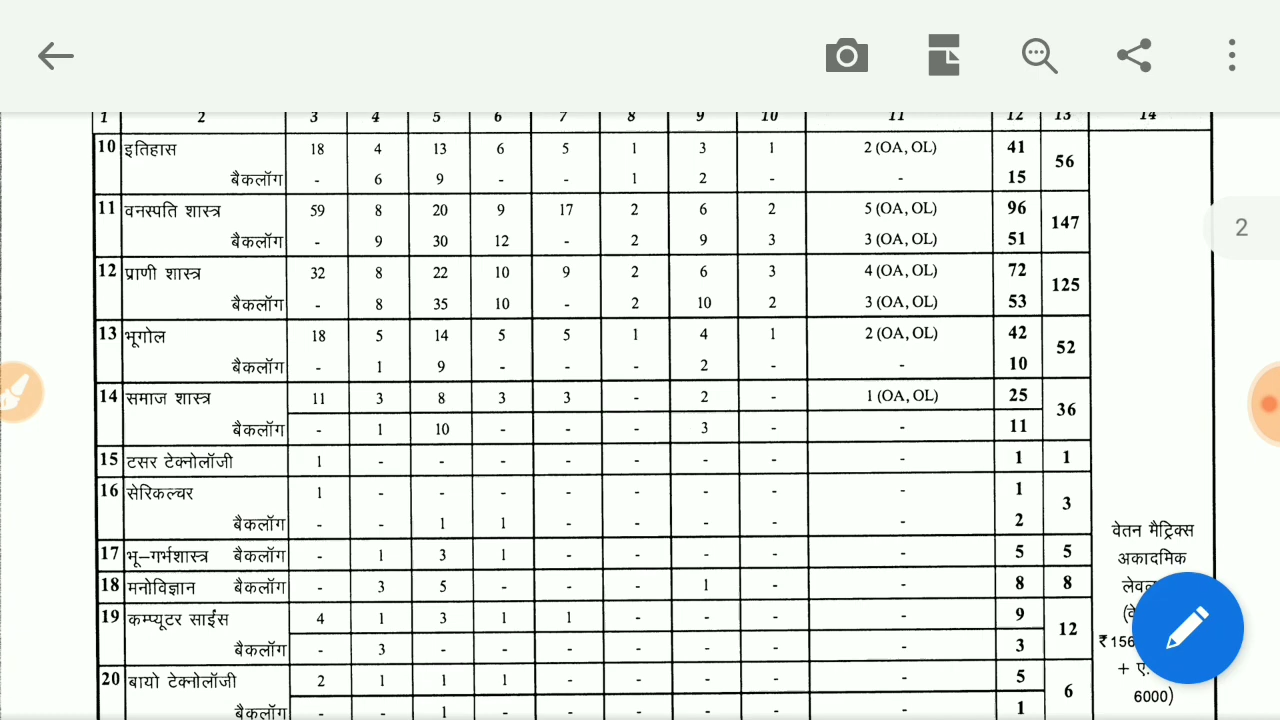 1 2 3 4 5 6 7 8 9 10 11 12 13 14
10 इतिहास 18 4 13 6 5 1 3 1 2 (OA, OL) 41 56
बैकलॉग - 6 9 - - 1 2 - - 15
11 वनस्पति शास्त्र 59 8 20 9 17 2 6 2 5 (OA, OL) 96 147
बैकलॉग - 9 30 12 - 2 9 3 3 (OA, OL) 51
12 प्राणी शास्त्र 32 8 22 10 9 2 6 3 4 (OA, OL) 72 125
बैकलॉग - 8 35 10 - 2 10 2 3 (OA, OL) 53
13 भूगोल 18 5 14 5 5 1 4 1 2 (OA, OL) 42 52
बैकलॉग - 1 9 - - - 2 - - 10
14 समाज शास्त्र 11 3 8 3 3 - 2 - 1 (OA, OL) 25 36
बैकलॉग - 1 10 - - - 3 - - 11
15 टसर टेक्नोलॉजी 1 - - - - - - - - 1 1
16 सेरिकल्चर 1 - - - - - - - - 1 3
बैकलॉग - - 1 1 - - - - - 2
17 भू–गर्भशास्त्र बैकलॉग - 1 3 1 - - - - - 5 5
18 मनोविज्ञान बैकलॉग - 3 5 - - - 1 - - 8 8
19 कम्प्यूटर साईंस 4 1 3 1 1 - - - - 9 12
बैकलॉग - 3 - - - - - - - 3
20 बायो टेक्नोलॉजी 2 1 1 1 - - - - - 5 6
बैकलॉग - - 1 - - - - - - 1
वेतन मैट्रिक्स
अकादमिक
₹156
+ ए.
6000)
2